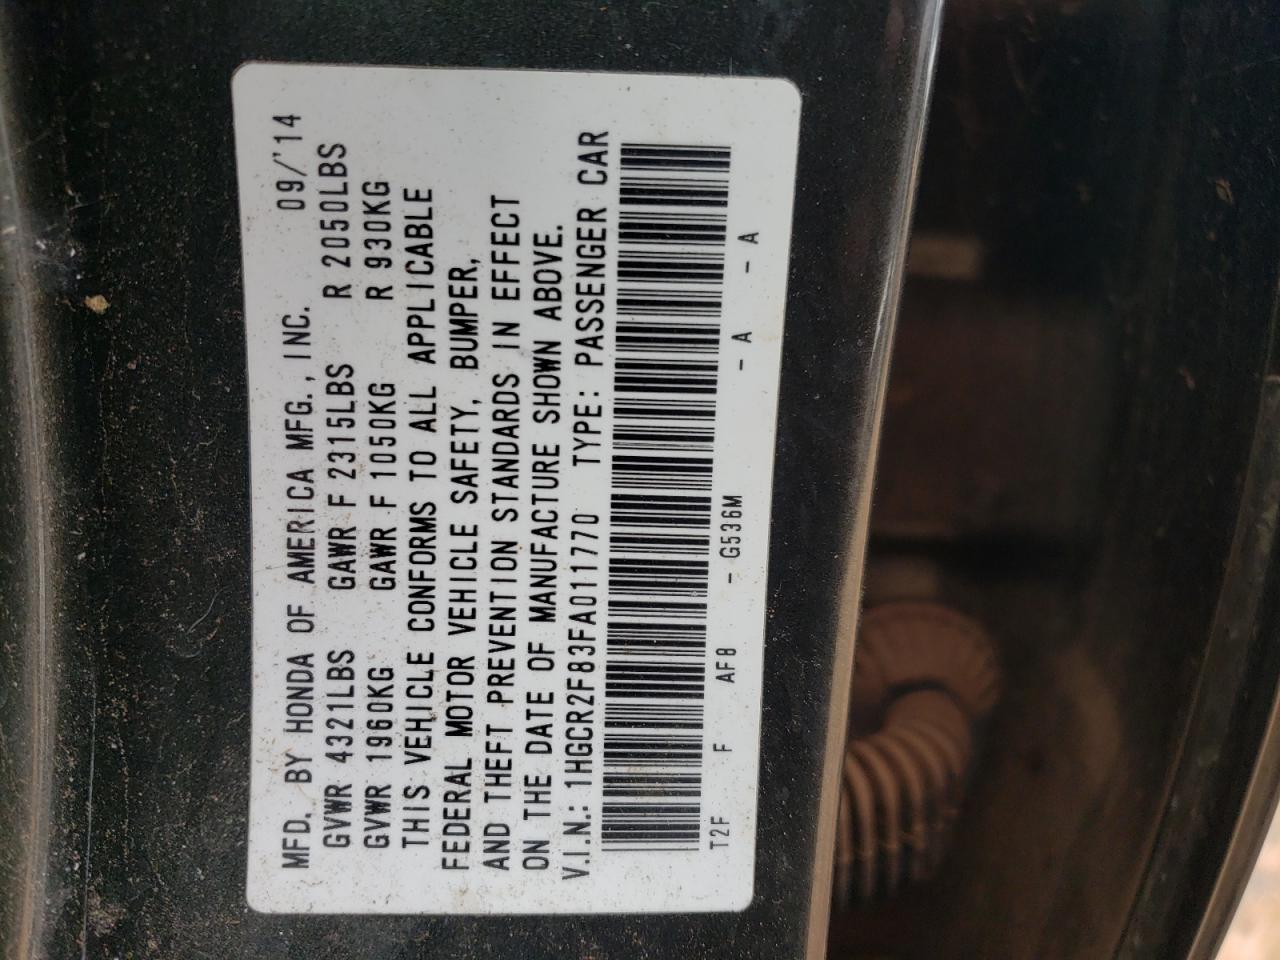 MFD. BY HONDA OF AMERICA MFG., INC. 09/'14
GVWR 4321LBS GAWR F 2315LBS R 2050LBS
GVWR 1960KG GAWR F 1050KG R 930KG
THIS VEHICLE CONFORMS TO ALL APPLICABLE
FEDERAL MOTOR VEHICLE SAFETY, BUMPER,
AND THEFT PREVENTION STANDARDS IN EFFECT
ON THE DATE OF MANUFACTURE SHOWN ABOVE.
V.I.N.: 1HGCR2F83FA011770 TYPE: PASSENGER CAR
T2F F AF8 - G536M - A - A